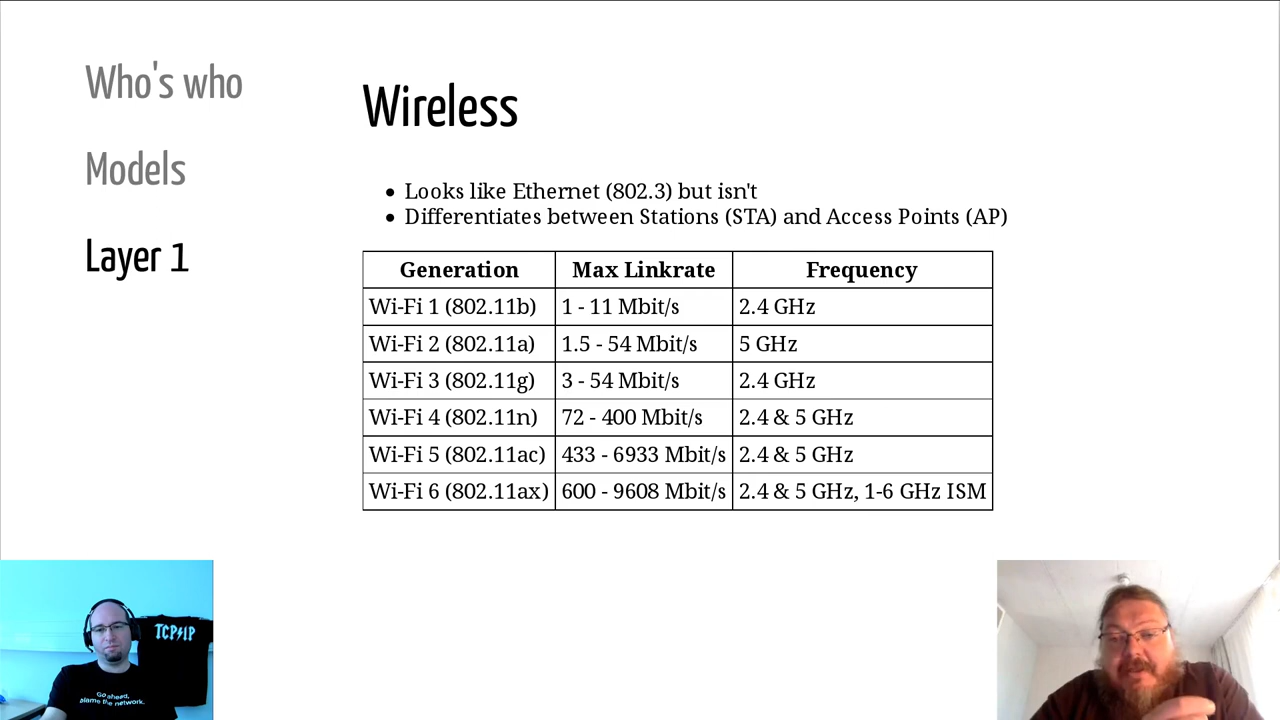 Who's who
Models
Layer 1
Wireless
Looks like Ethernet (802.3) but isn't
Differentiates between Stations (STA) and Access Points (AP)
Generation Max Linkrate Frequency
Wi-Fi 1 (802.11b) 1 - 11 Mbit/s 2.4 GHz
Wi-Fi 2 (802.11a) 1.5 - 54 Mbit/s 5 GHz
Wi-Fi 3 (802.11g) 3 - 54 Mbit/s 2.4 GHz
Wi-Fi 4 (802.11n) 72 - 400 Mbit/s 2.4 & 5 GHz
Wi-Fi 5 (802.11ac) 433 - 6933 Mbit/s 2.4 & 5 GHz
Wi-Fi 6 (802.11ax) 600 - 9608 Mbit/s 2.4 & 5 GHz, 1-6 GHz ISM
TCP⚡IP
Go ahead,
blame the network.